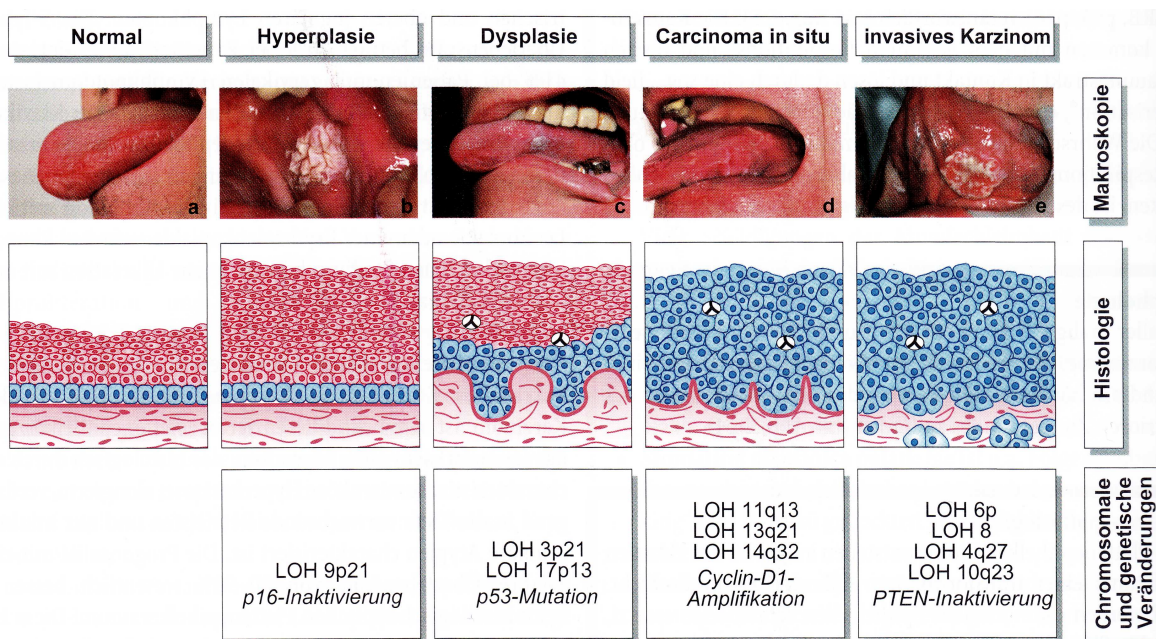 Normal
Hyperplasie
Dysplasie
Carcinoma in situ
invasives Karzinom
Makroskopie
a
b
c
d
e
Histologie
LOH 9p21
p16-Inaktivierung
LOH 3p21
LOH 17p13
p53-Mutation
LOH 11q13
LOH 13q21
LOH 14q32
Cyclin-D1-
Amplifikation
LOH 6p
LOH 8
LOH 4q27
LOH 10q23
PTEN-Inaktivierung
Chromosomale
und genetische
Veränderungen